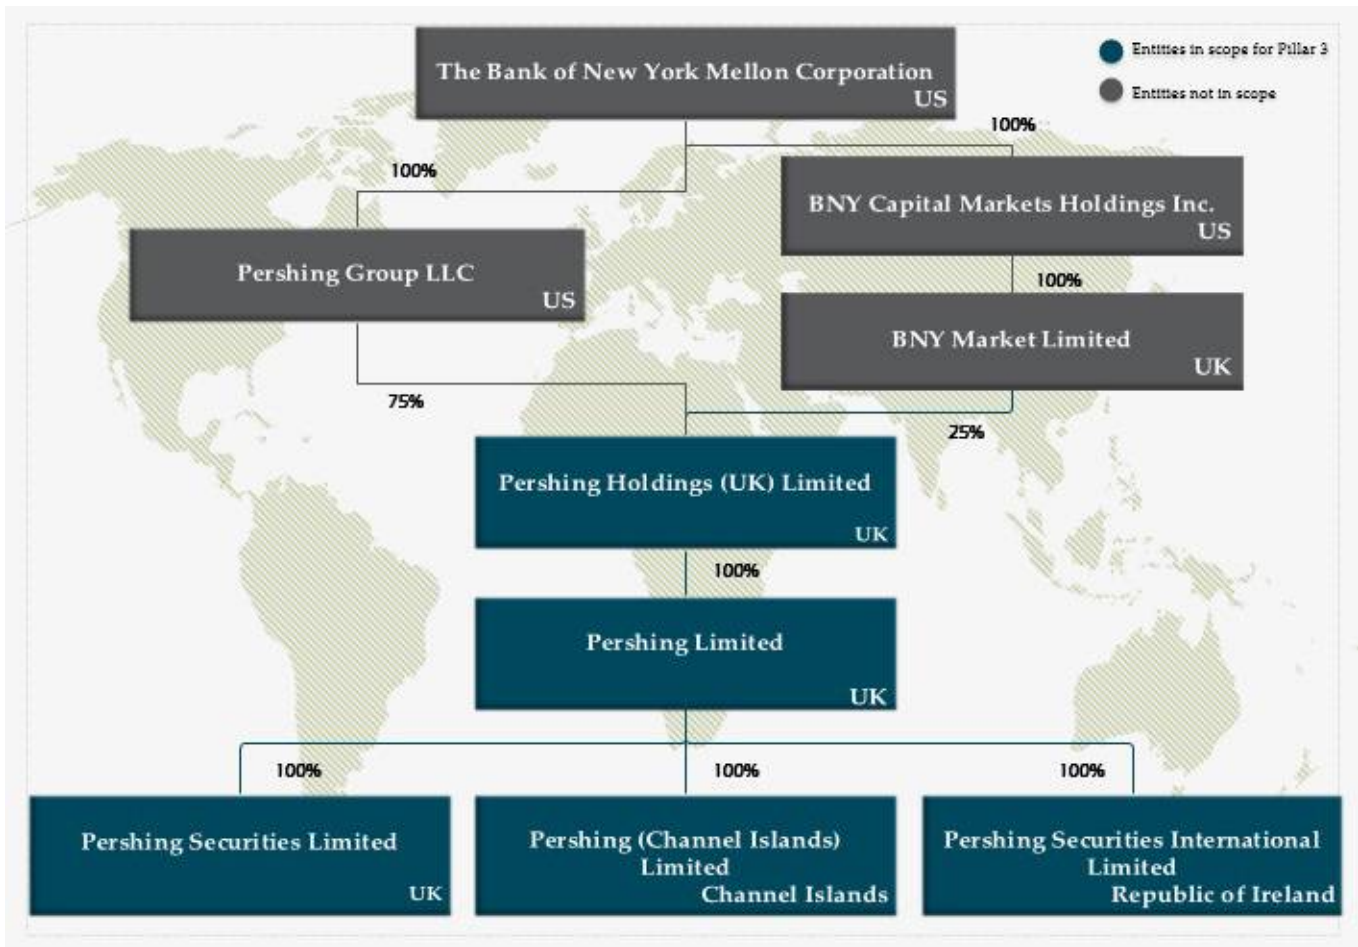 The Bank of New York Mellon Corporation
US
Entities in scope for Pillar 3
Entities not in scope
100%
100%
BNY Capital Markets Holdings Inc.
US
Pershing Group LLC
US
100%
BNY Market Limited
UK
75%
25%
Pershing Holdings (UK) Limited
UK
100%
Pershing Limited
UK
100%
100%
100%
Pershing Securities Limited
UK
Pershing (Channel Islands)
Limited
Channel Islands
Pershing Securities International
Limited
Republic of Ireland